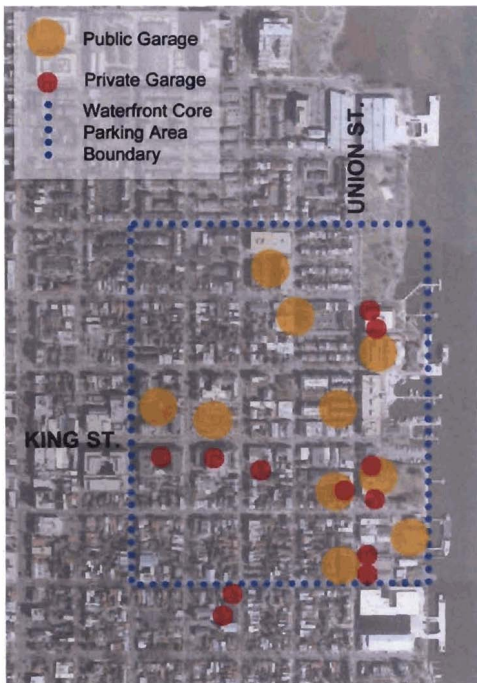 Public Garage
Private Garage
Waterfront Core
Parking Area
Boundary
UNION ST.
KING ST.